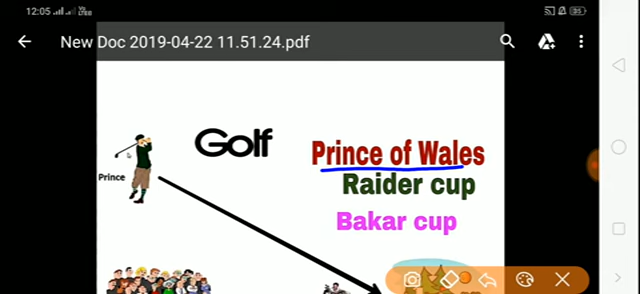 12:05
New Doc 2019-04-22 11.51.24.pdf
Golf
Prince of Wales
Prince
Raider cup
Bakar cup